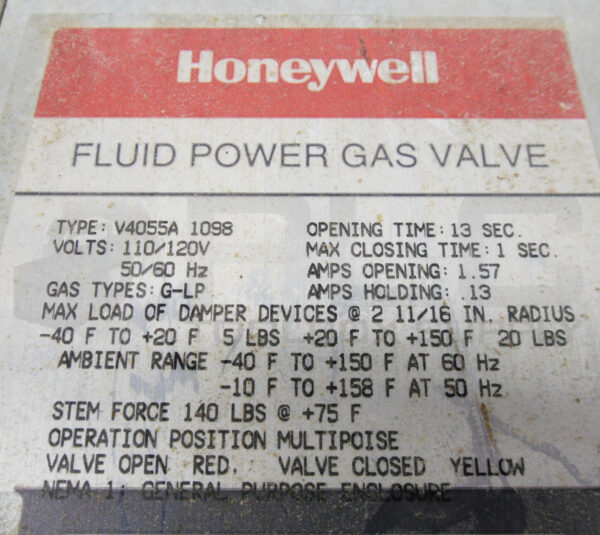 Honeywell
FLUID POWER GAS VALVE
TYPE: V4055A 1098 OPENING TIME: 13 SEC.
VOLTS: 110/120V MAX CLOSING TIME: 1 SEC.
50/60 Hz AMPS OPENING: 1.57
GAS TYPES: G-LP AMPS HOLDING: .13
MAX LOAD OF DAMPER DEVICES @ 2 11/16 IN. RADIUS
-40 F TO +20 F 5 LBS +20 F TO +150 F 20 LBS
AMBIENT RANGE -40 F TO +150 F AT 60 Hz
-10 F TO +158 F AT 50 Hz
STEM FORCE 140 LBS @ +75 F
OPERATION POSITION MULTIPOISE
VALVE OPEN RED. VALVE CLOSED YELLOW
NEMA 1; GENERAL PURPOSE ENCLOSURE